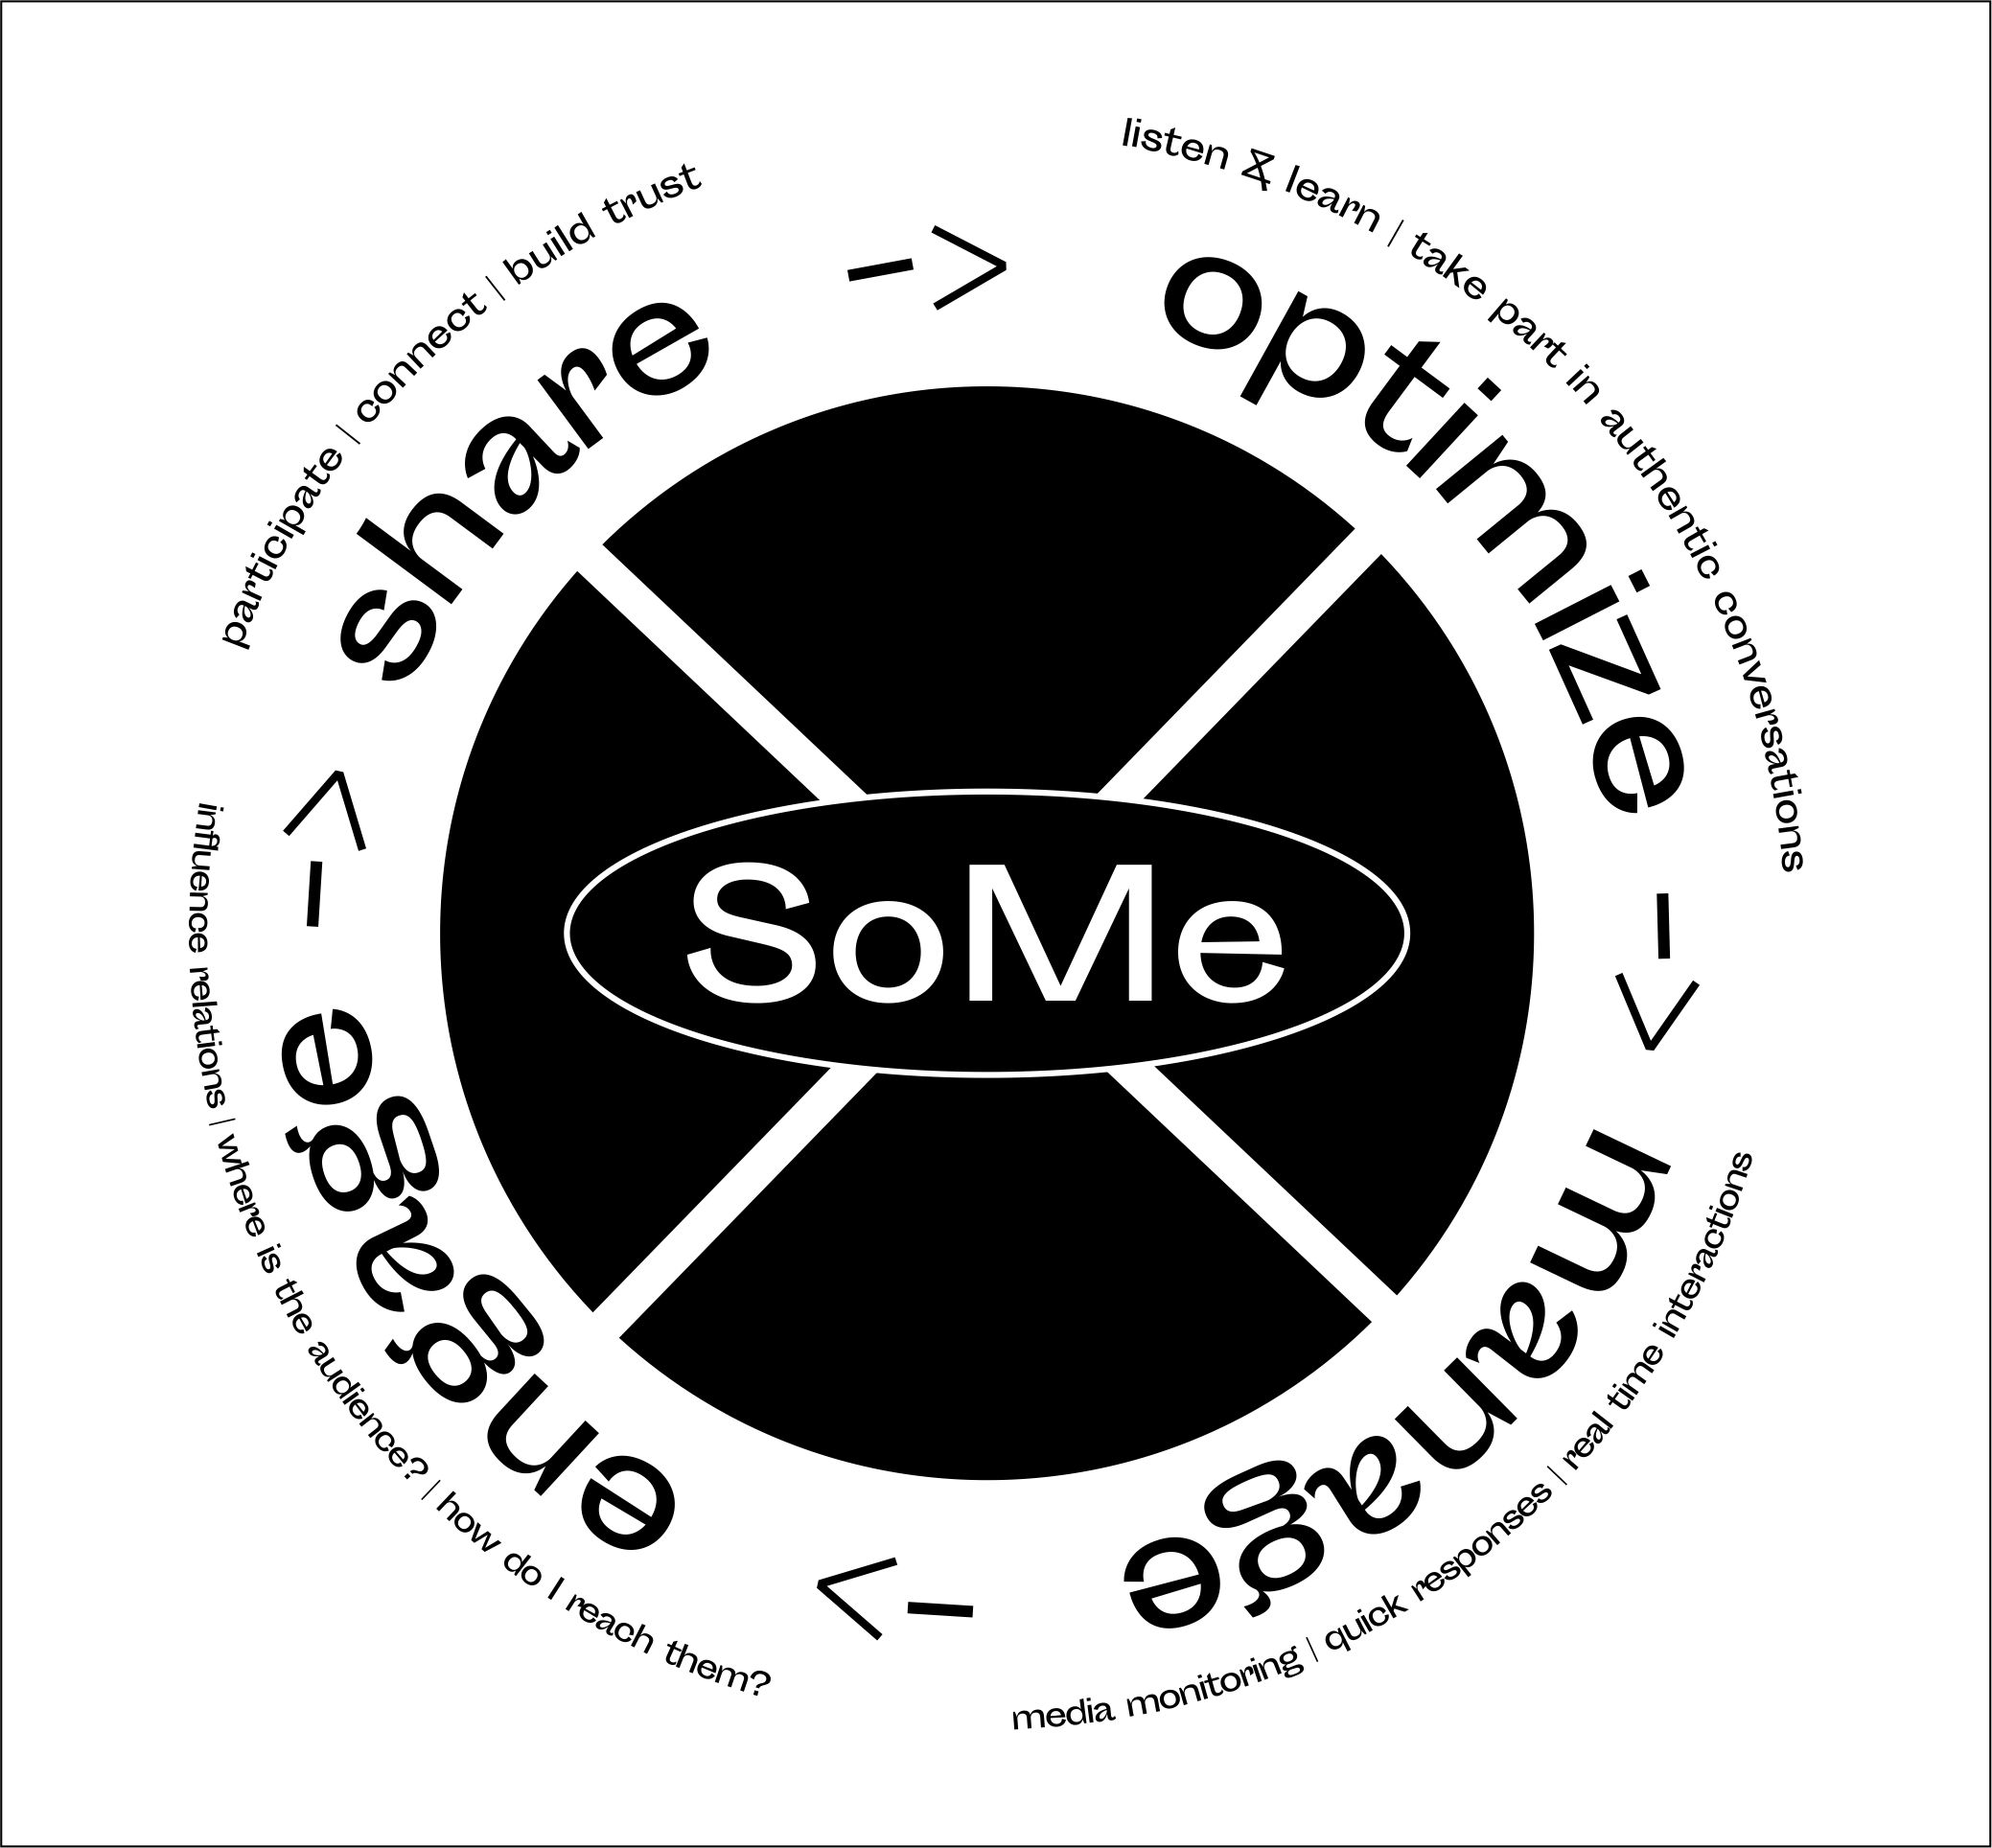 participate | connect | build trust
share
->
listen & learn | take part in authentic conversations
optimize
->
SoMe
manage
media monitoring | quick responses | real time interactions
->
engage
influence relations | where is the audience? | how do I reach them?
->